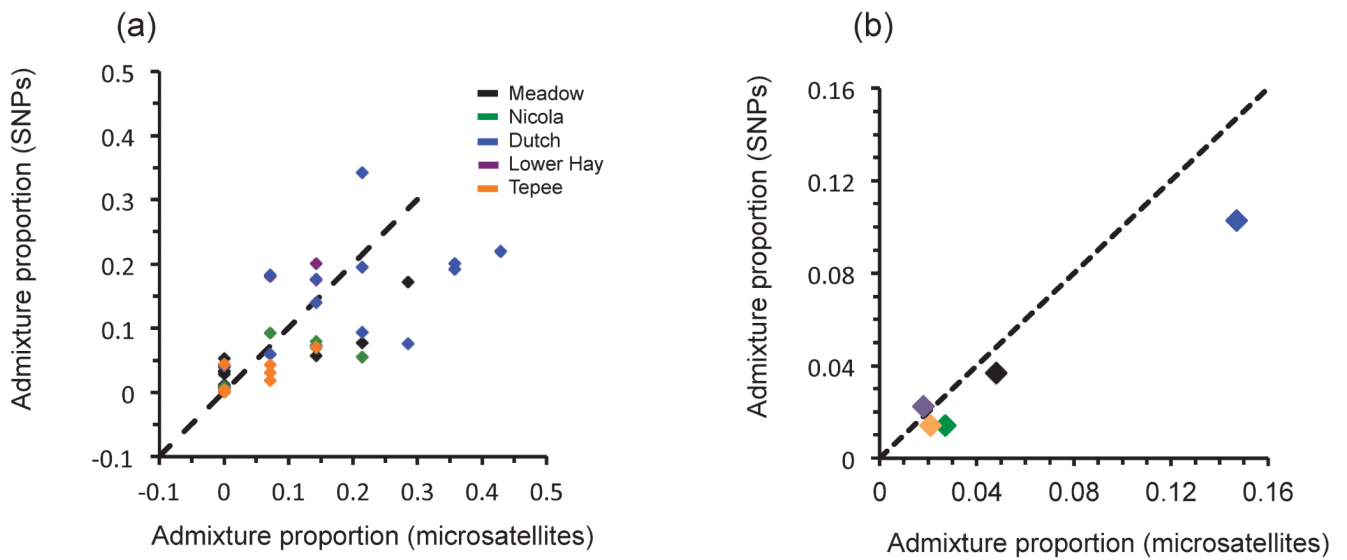 (a)
Admixture proportion (SNPs)
0.5
0.4
0.3
0.2
0.1
0
-0.1
-0.1 0 0.1 0.2 0.3 0.4 0.5
Admixture proportion (microsatellites)
Meadow
Nicola
Dutch
Lower Hay
Tepee
(b)
Admixture proportion (SNPs)
0.16
0.12
0.08
0.04
0
0 0.04 0.08 0.12 0.16
Admixture proportion (microsatellites)